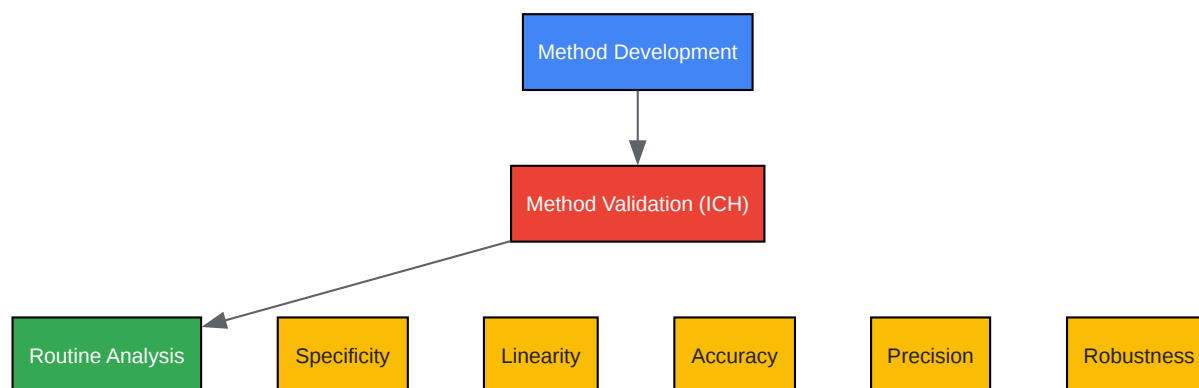 Method Development
Method Validation (ICH)
Routine Analysis
Specificity
Linearity
Accuracy
Precision
Robustness